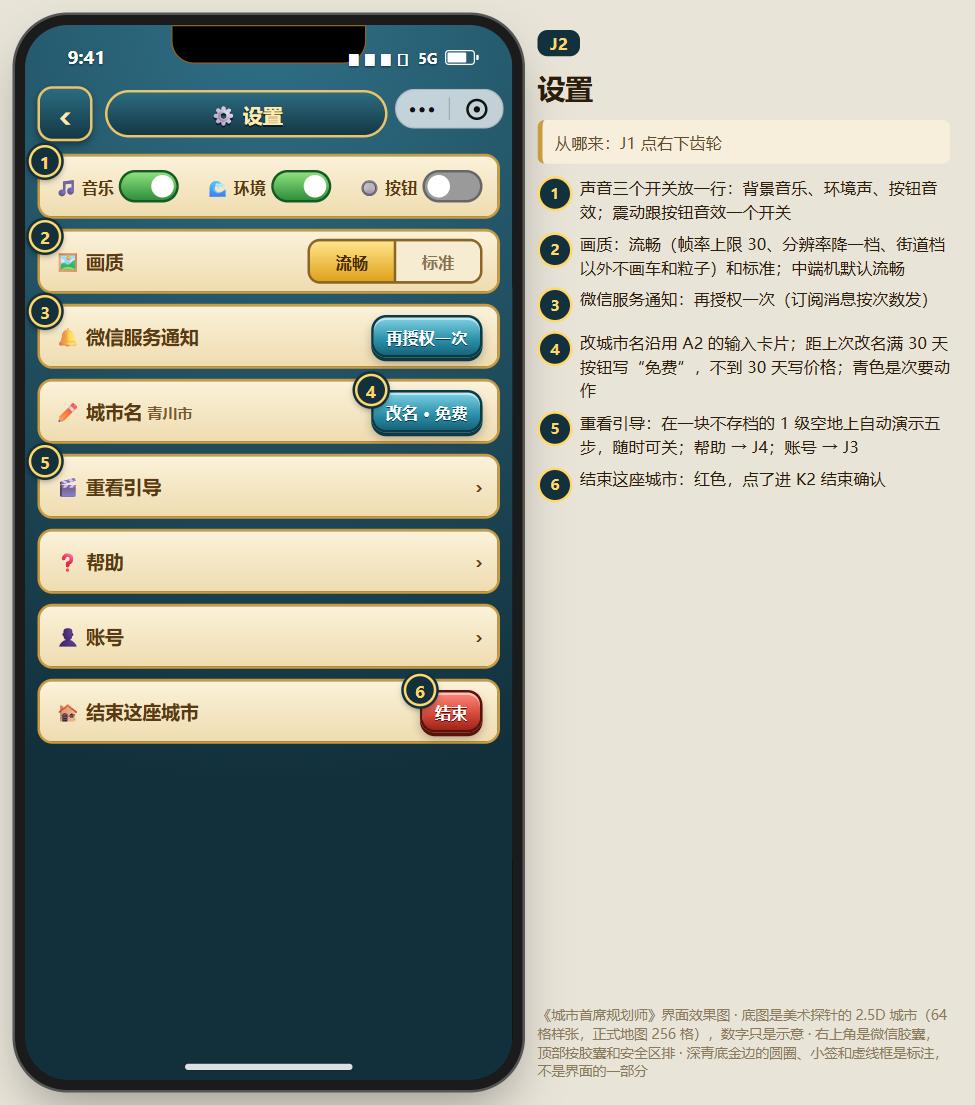 9:41
5G
设置
1
音乐
环境
按钮
2
画质
流畅
标准
3
微信服务通知
再授权一次
城市名 青川市
4
改名 • 免费
5
重看引导
帮助
账号
结束这座城市
6
结束
J2
设置
从哪来：J1 点右下齿轮
1
声音三个开关放一行：背景音乐、环境声、按钮音
效；震动跟按钮音效一个开关
2
画质：流畅（帧率上限 30、分辨率降一档、街道档
以外不画车和粒子）和标准；中端机默认流畅
3
微信服务通知：再授权一次（订阅消息按次数发）
4
改城市名沿用 A2 的输入卡片；距上次改名满 30 天
按钮写“免费”，不到 30 天写价格；青色是次要动
作
5
重看引导：在一块不存档的 1 级空地上自动演示五
步，随时可关；帮助 → J4；账号 → J3
6
结束这座城市：红色，点了进 K2 结束确认
《城市首席规划师》界面效果图 · 底图是美术探针的 2.5D 城市（64
格样张，正式地图 256 格），数字只是示意 · 右上角是微信胶囊，
顶部按胶囊和安全区排 · 深青底金边的圆圈、小签和虚线框是标注，
不是界面的一部分